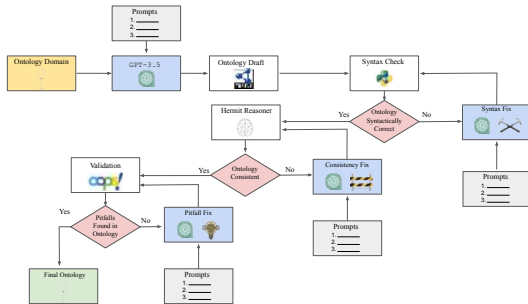 Prompts
1.
2.
3.
Ontology Domain
GPT-3.5
Ontology Draft
Syntax Check
Hermit Reasoner
Yes
Ontology
Syntactically
Correct
No
Syntax Fix
Validation
Yes
Ontology
Consistent
No
Consistency Fix
Prompts
1.
2.
3.
Yes
Pitfalls
Found in
Ontology
No
Pitfall Fix
Prompts
1.
2.
3.
Final Ontology
Prompts
1.
2.
3.
oops!